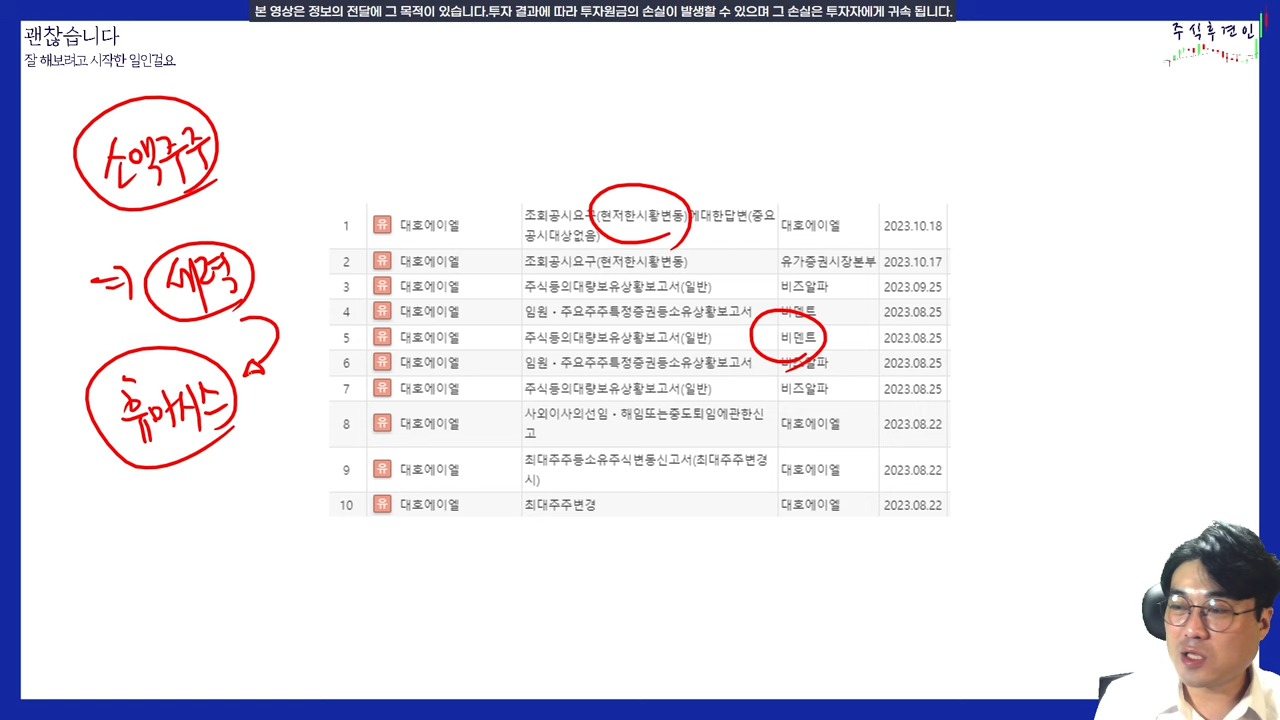 본 영상은 정보의 전달에 그 목적이 있습니다.투자 결과에 따라 투자원금의 손실이 발생할 수 있으며 그 손실은 투자자에게 귀속 됩니다.
괜찮습니다
잘 해보려고 시작한 일인걸요
주식후견인
소액주주
⇒ 세력
휴마시스
1 유 대호에이엘 조회공시요구(현저한시황변동)에대한답변(중요
공시대상없음) 대호에이엘 2023.10.18
2 유 대호에이엘 조회공시요구(현저한시황변동) 유가증권시장본부 2023.10.17
3 유 대호에이엘 주식등의대량보유상황보고서(일반) 비즈알파 2023.09.25
4 유 대호에이엘 임원ㆍ주요주주특정증권등소유상황보고서 비덴트 2023.08.25
5 유 대호에이엘 주식등의대량보유상황보고서(일반) 비덴트 2023.08.25
6 유 대호에이엘 임원ㆍ주요주주특정증권등소유상황보고서 비즈알파 2023.08.25
7 유 대호에이엘 주식등의대량보유상황보고서(일반) 비즈알파 2023.08.25
8 유 대호에이엘 사외이사의선임ㆍ해임또는중도퇴임에관한신
고 대호에이엘 2023.08.22
9 유 대호에이엘 최대주주등소유주식변동신고서(최대주주변경
시) 대호에이엘 2023.08.22
10 유 대호에이엘 최대주주변경 대호에이엘 2023.08.22